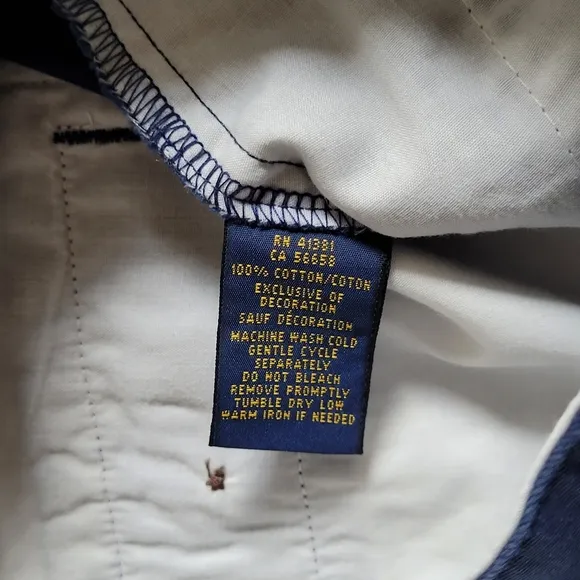 RN 41381
CA 56658
100% COTTON/COTON
EXCLUSIVE OF
DECORATION
SAUF DÉCORATION
MACHINE WASH COLD
GENTLE CYCLE
SEPARATELY
DO NOT BLEACH
REMOVE PROMPTLY
TUMBLE DRY LOW
WARM IRON IF NEEDED